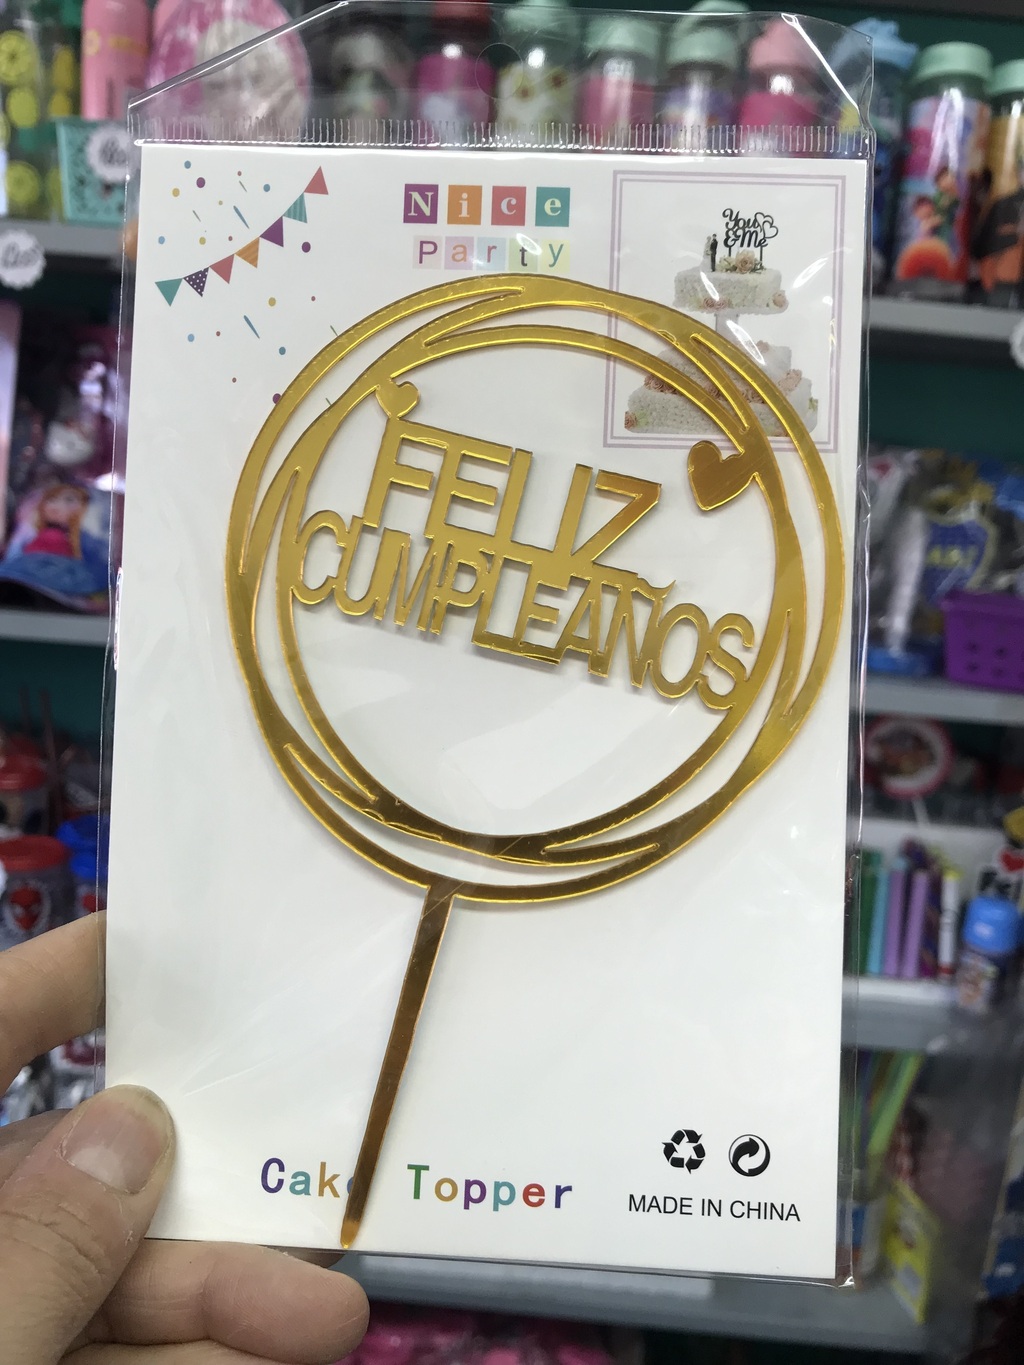 Nice
Party
You
& Me
FELIZ
CUMPLEAÑOS
Cake Topper
MADE IN CHINA